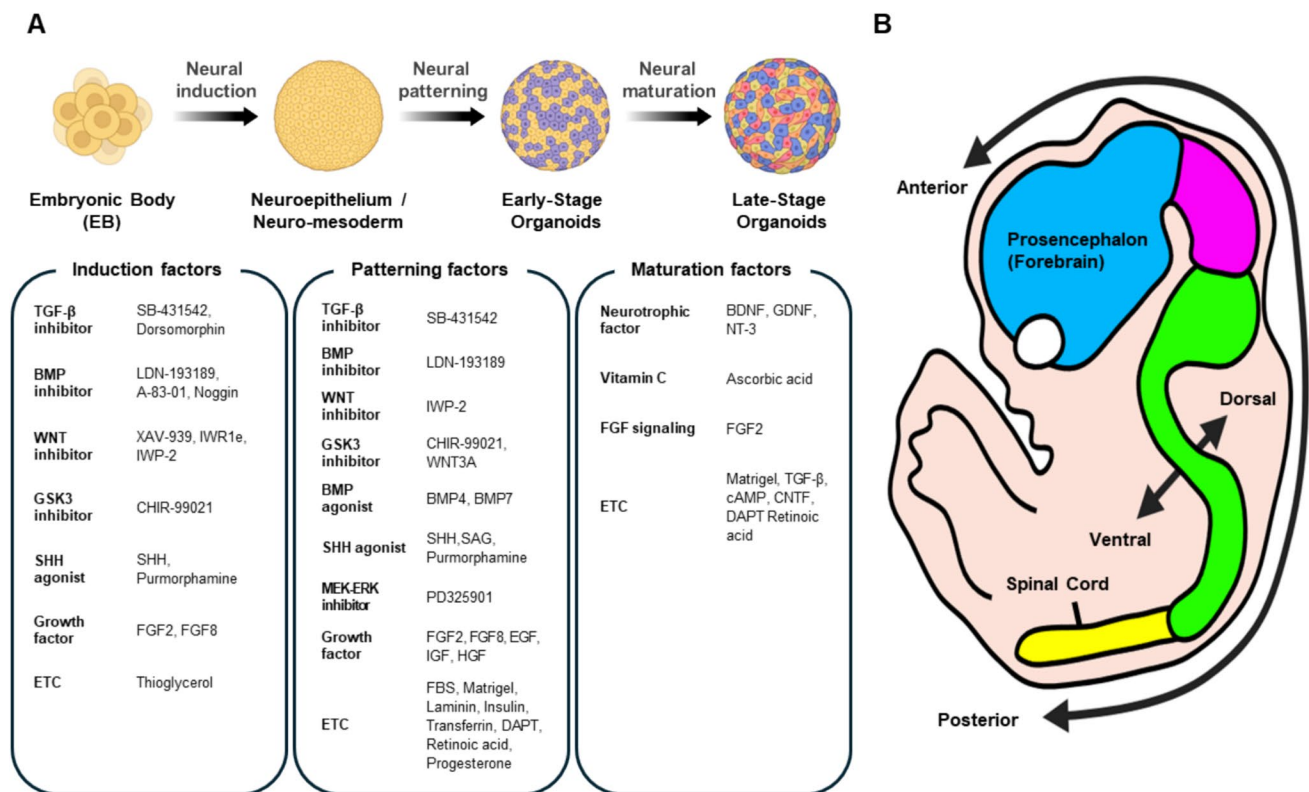 A
B
Neural
induction
Neural
patterning
Neural
maturation
Embryonic Body
(EB)
Neuroepithelium /
Neuro-mesoderm
Early-Stage
Organoids
Late-Stage
Organoids
Induction factors
TGF-β
inhibitor
SB-431542,
Dorsomorphin
BMP
inhibitor
LDN-193189,
A-83-01, Noggin
WNT
inhibitor
XAV-939, IWR1e,
IWP-2
GSK3
inhibitor
CHIR-99021
SHH
agonist
SHH,
Purmorphamine
Growth
factor
FGF2, FGF8
ETC
Thioglycerol
Patterning factors
TGF-β
inhibitor
SB-431542
BMP
inhibitor
LDN-193189
WNT
inhibitor
IWP-2
GSK3
inhibitor
CHIR-99021,
WNT3A
BMP
agonist
BMP4, BMP7
SHH agonist
SHH,SAG,
Purmorphamine
MEK-ERK
inhibitor
PD325901
Growth
factor
FGF2, FGF8, EGF,
IGF, HGF
ETC
FBS, Matrigel,
Laminin, Insulin,
Transferrin, DAPT,
Retinoic acid,
Progesterone
Maturation factors
Neurotrophic
factor
BDNF, GDNF,
NT-3
Vitamin C
Ascorbic acid
FGF signaling
FGF2
ETC
Matrigel, TGF-β,
cAMP, CNTF,
DAPT Retinoic
acid
Anterior
Prosencephalon
(Forebrain)
Dorsal
Ventral
Spinal Cord
Posterior